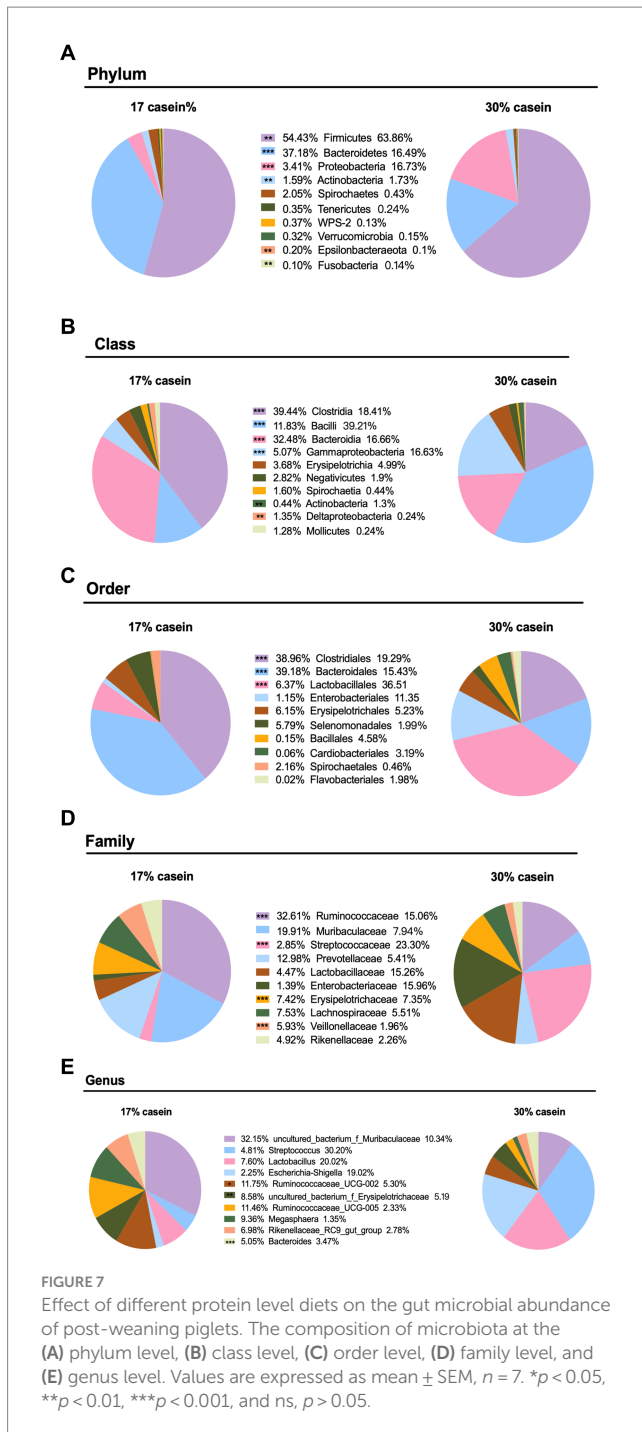 A
Phylum
17 casein%
30% casein
** 54.43% Firmicutes 63.86%
*** 37.18% Bacteroidetes 16.49%
*** 3.41% Proteobacteria 16.73%
** 1.59% Actinobacteria 1.73%
2.05% Spirochaetes 0.43%
0.35% Tenericutes 0.24%
0.37% WPS-2 0.13%
0.32% Verrucomicrobia 0.15%
** 0.20% Epsilonbacteraeota 0.1%
** 0.10% Fusobacteria 0.14%
B
Class
17% casein
30% casein
*** 39.44% Clostridia 18.41%
*** 11.83% Bacilli 39.21%
*** 32.48% Bacteroidia 16.66%
*** 5.07% Gammaproteobacteria 16.63%
3.68% Erysipelotrichia 4.99%
2.82% Negativicutes 1.9%
1.60% Spirochaetia 0.44%
** 0.44% Actinobacteria 1.3%
** 1.35% Deltaproteobacteria 0.24%
1.28% Mollicutes 0.24%
C
Order
17% casein
30% casein
*** 38.96% Clostridiales 19.29%
*** 39.18% Bacteroidales 15.43%
*** 6.37% Lactobacillales 36.51
1.15% Enterobacteriales 11.35
6.15% Erysipelotrichales 5.23%
5.79% Selenomonadales 1.99%
0.15% Bacillales 4.58%
0.06% Cardiobacteriales 3.19%
2.16% Spirochaetales 0.46%
0.02% Flavobacteriales 1.98%
D
Family
17% casein
30% casein
*** 32.61% Ruminococcaceae 15.06%
19.91% Muribaculaceae 7.94%
*** 2.85% Streptococcaceae 23.30%
12.98% Prevotellaceae 5.41%
4.47% Lactobacillaceae 15.26%
1.39% Enterobacteriaceae 15.96%
*** 7.42% Erysipelotrichaceae 7.35%
7.53% Lachnospiraceae 5.51%
*** 5.93% Veillonellaceae 1.96%
4.92% Rikenellaceae 2.26%
E
Genus
17% casein
30% casein
32.15% uncultured_bacterium_f_Muribaculaceae 10.34%
4.81% Streptococcus 30.20%
7.60% Lactobacillus 20.02%
2.25% Escherichia-Shigella 19.02%
* 11.75% Ruminococcaceae_UCG-002 5.30%
** 8.58% uncultured_bacterium_f_Erysipelotrichaceae 5.19
11.46% Ruminococcaceae_UCG-005 2.33%
9.36% Megasphaera 1.35%
6.98% Rikenellaceae_RC9_gut_group 2.78%
*** 5.05% Bacteroides 3.47%
FIGURE 7
Effect of different protein level diets on the gut microbial abundance
of post-weaning piglets. The composition of microbiota at the
(A) phylum level, (B) class level, (C) order level, (D) family level, and
(E) genus level. Values are expressed as mean ± SEM, n = 7. *p < 0.05,
**p < 0.01, ***p < 0.001, and ns, p > 0.05.